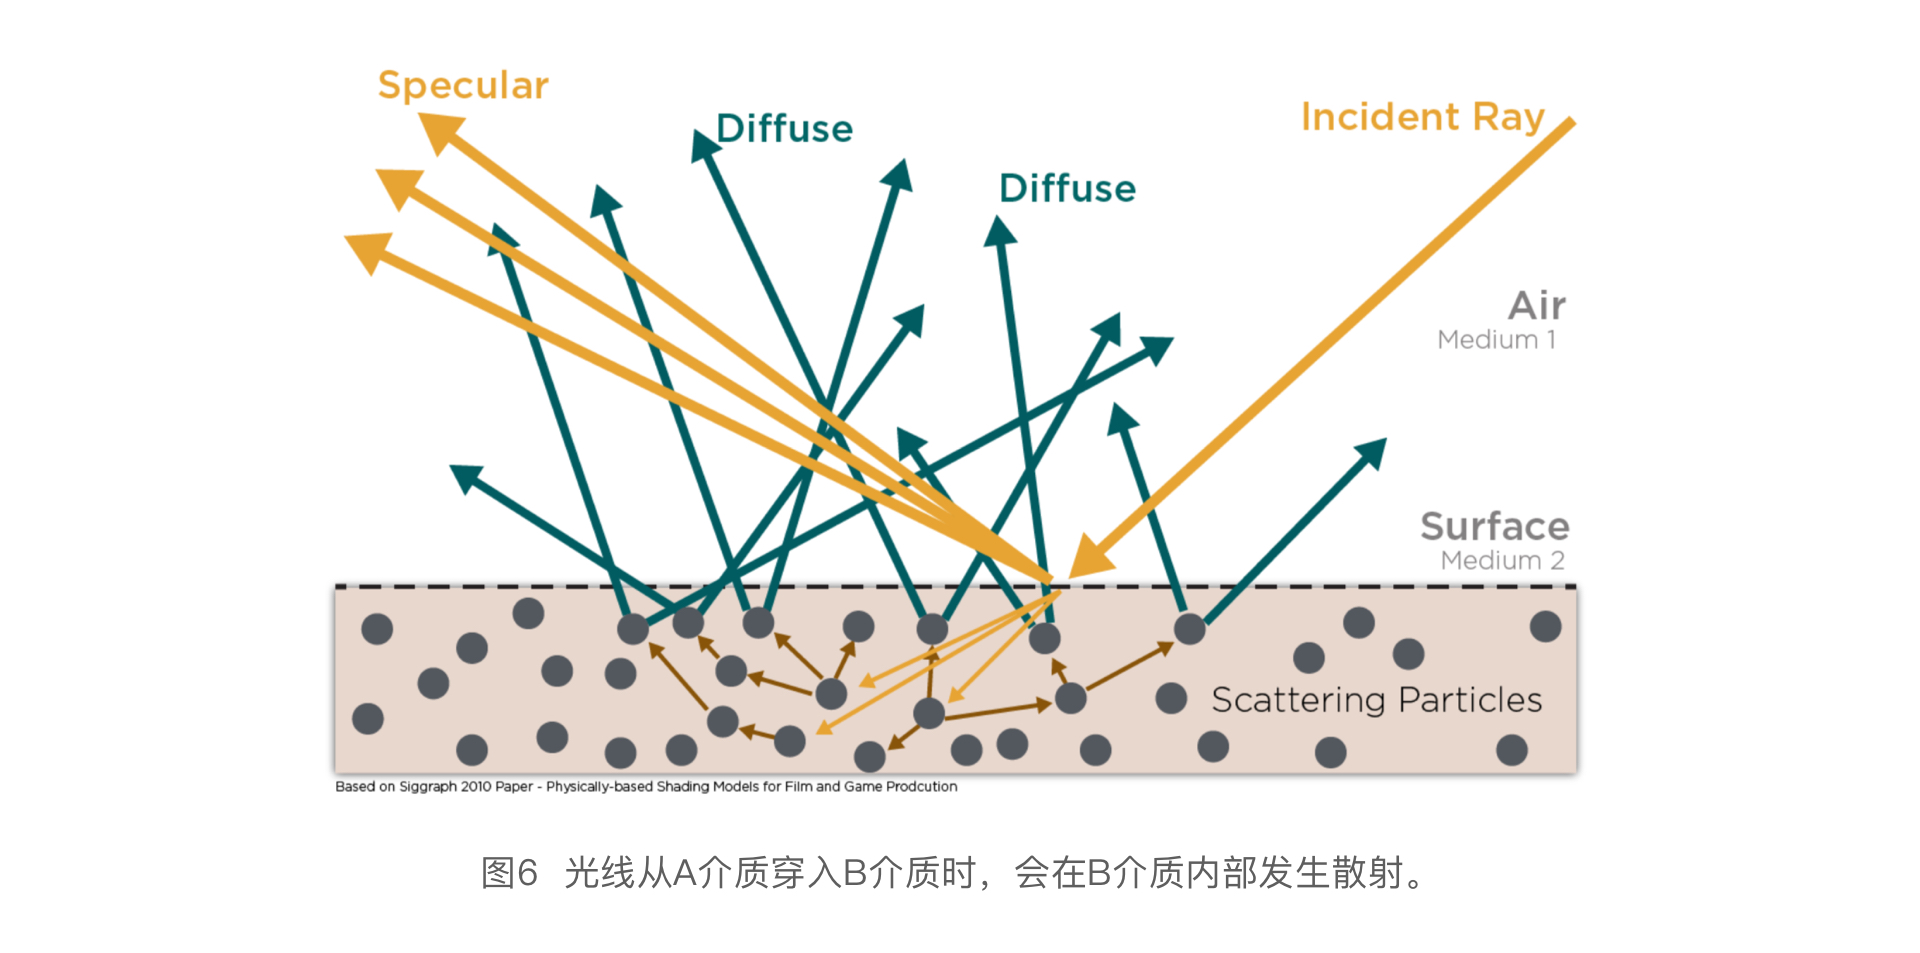 Specular
Diffuse
Incident Ray
Diffuse
Air
Medium 1
Surface
Medium 2
Scattering Particles
Based on Siggraph 2010 Paper - Physically-based Shading Models for Film and Game Prodcution
图6 光线从A介质穿入B介质时，会在B介质内部发生散射。